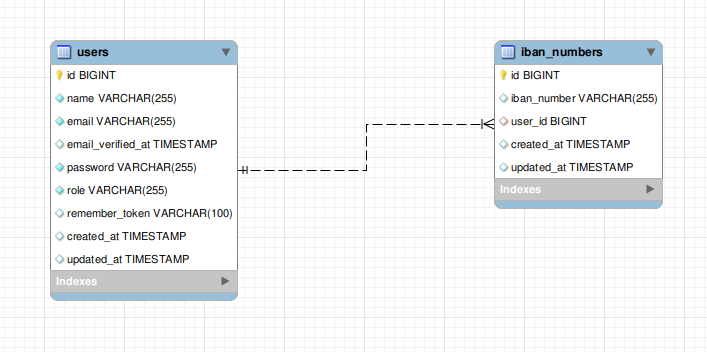 users
id BIGINT
name VARCHAR(255)
email VARCHAR(255)
email_verified_at TIMESTAMP
password VARCHAR(255)
role VARCHAR(255)
remember_token VARCHAR(100)
created_at TIMESTAMP
updated_at TIMESTAMP
Indexes
iban_numbers
id BIGINT
iban_number VARCHAR(255)
user_id BIGINT
created_at TIMESTAMP
updated_at TIMESTAMP
Indexes